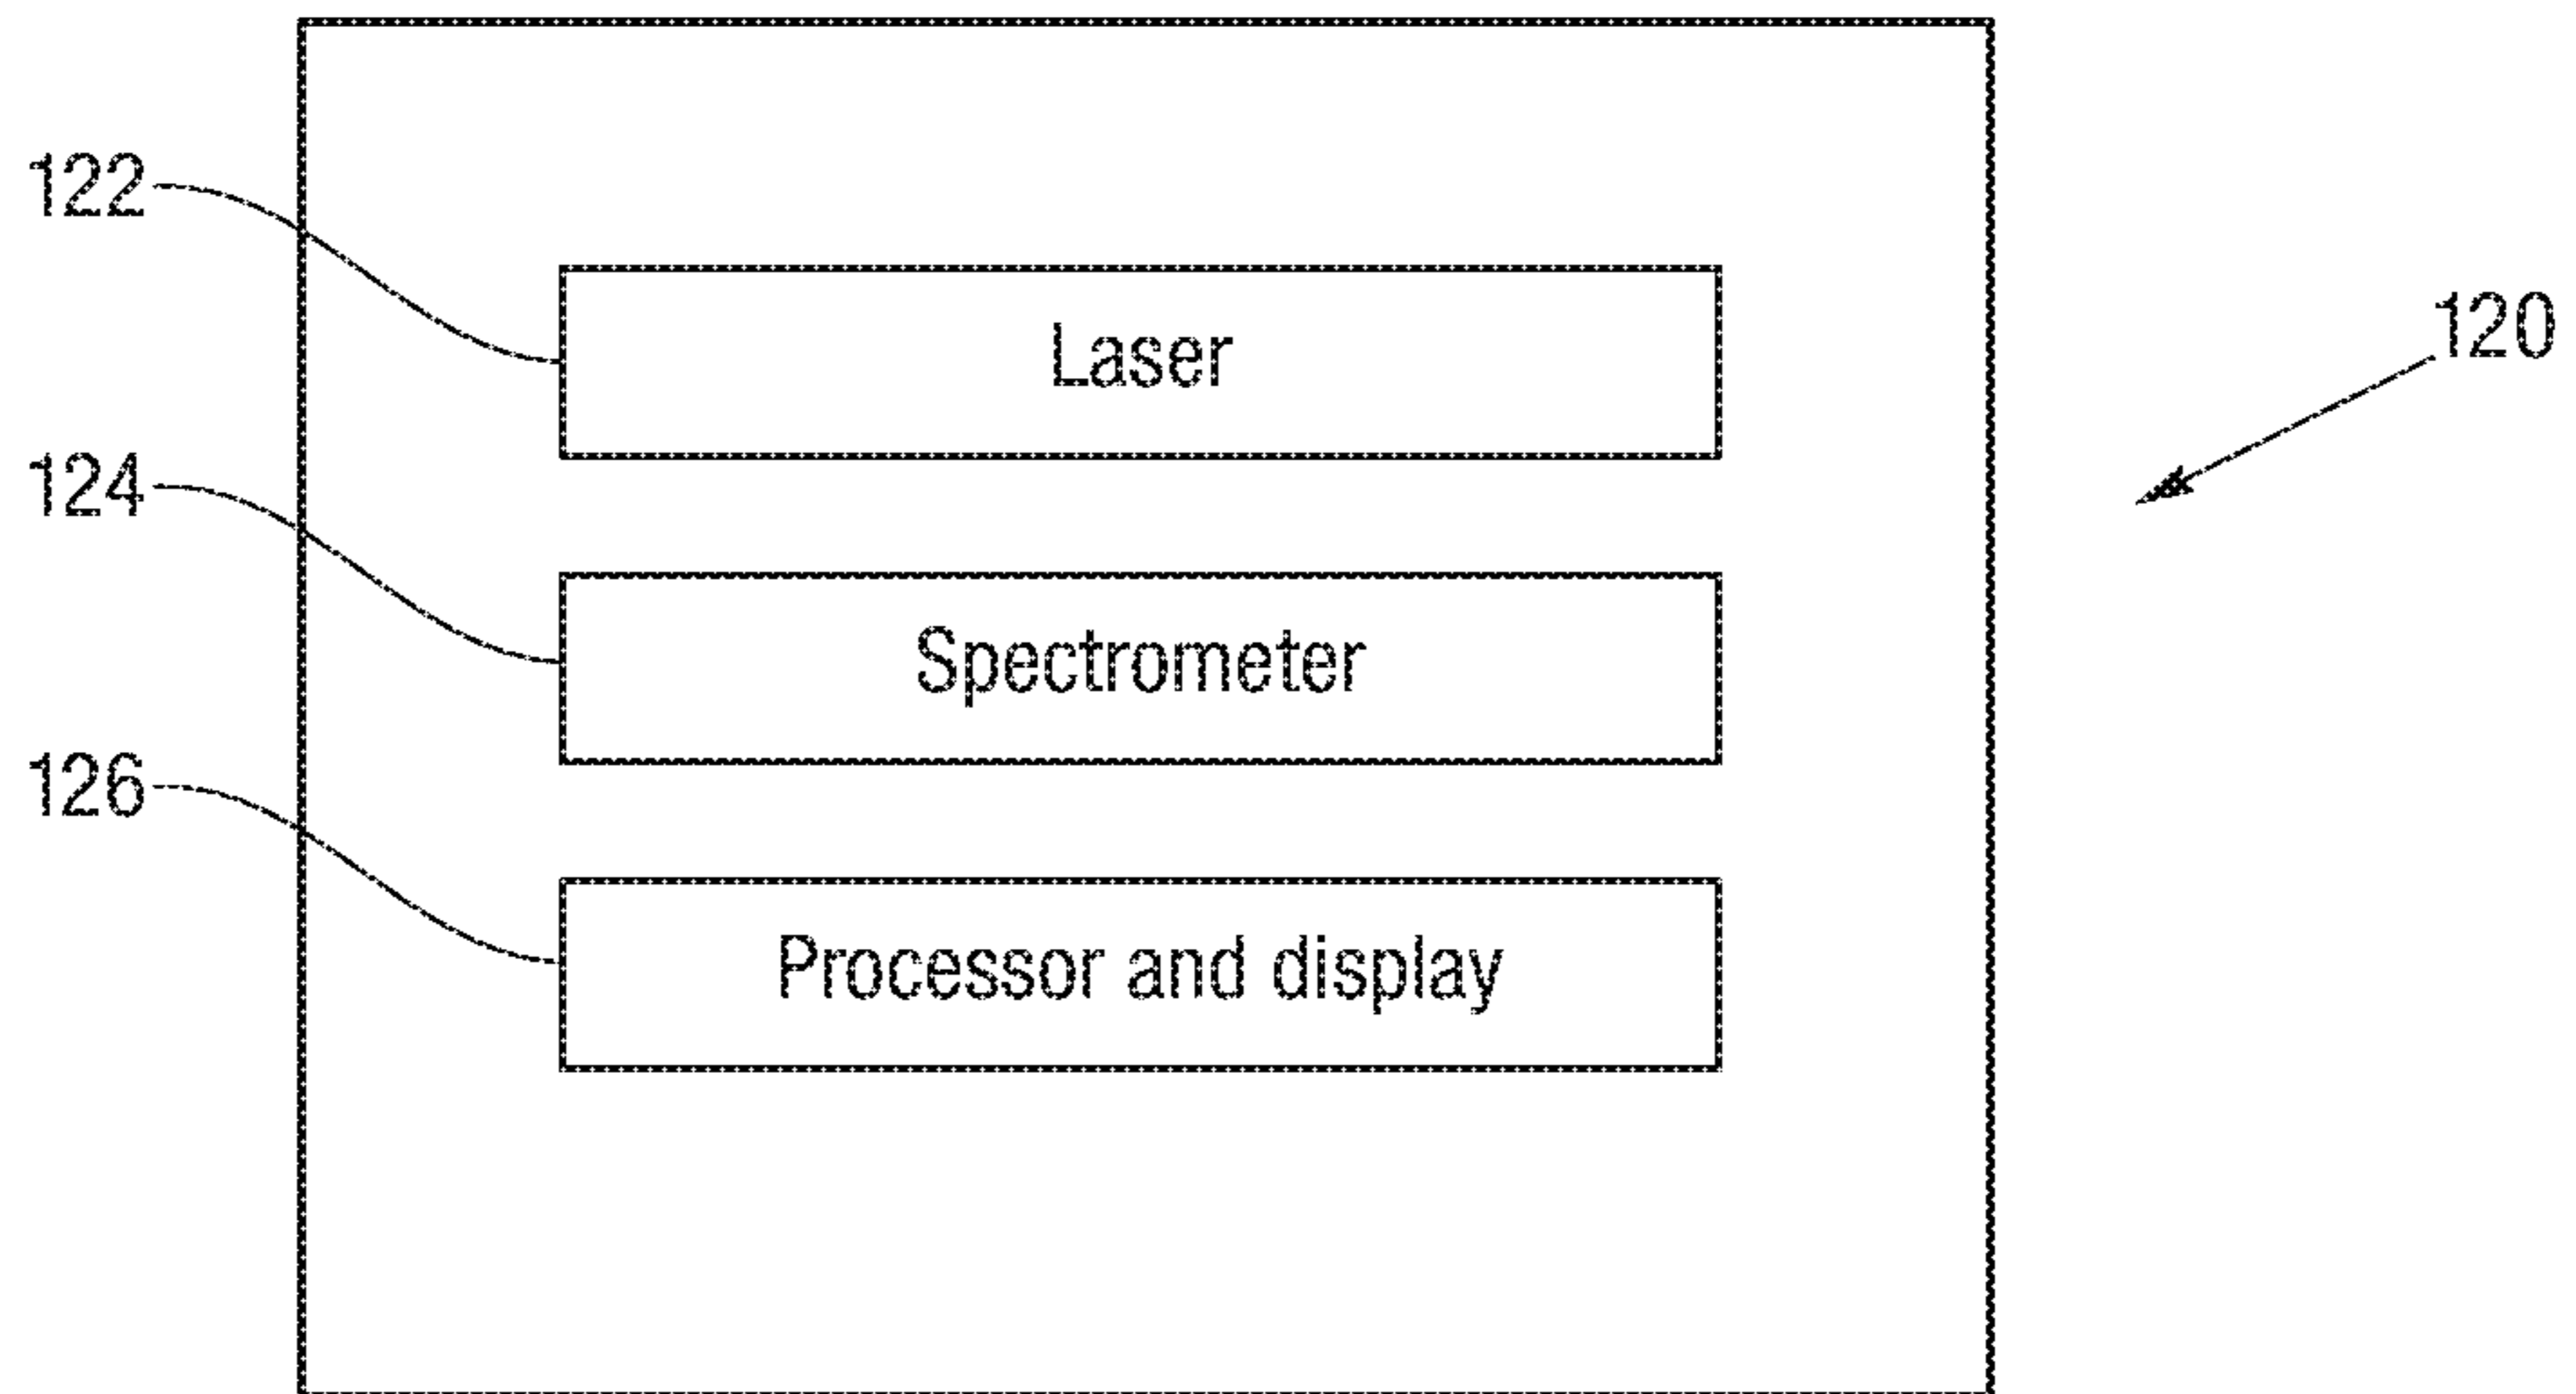 122
Laser
120
124
Spectrometer
126
Processor and display